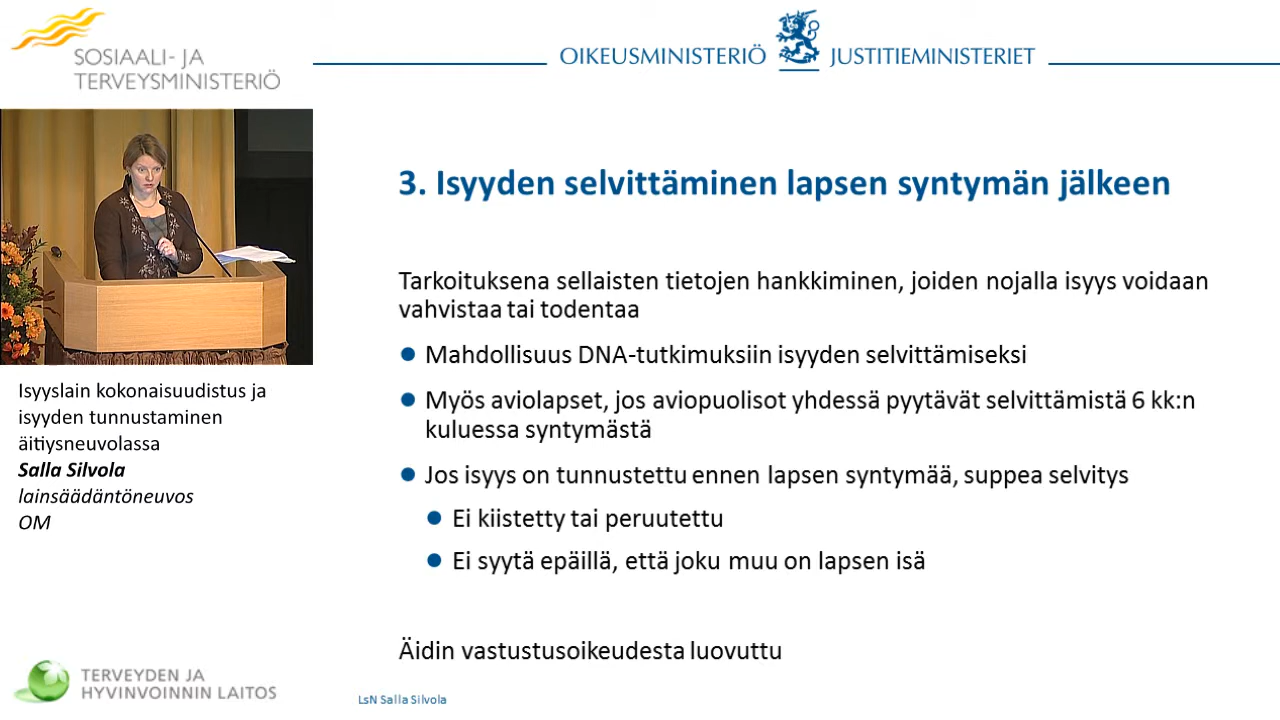 SOSIAALI- JA
TERVEYSMINISTERIÖ
OIKEUSMINISTERIÖ
JUSTITIEMINISTERIET
Isyyslain kokonaisuudistus ja
isyyden tunnustaminen
äitiysneuvolassa
Salla Silvola
lainsäädäntöneuvos
OM
3. Isyyden selvittäminen lapsen syntymän jälkeen
Tarkoituksena sellaisten tietojen hankkiminen, joiden nojalla isyys voidaan
vahvistaa tai todentaa
● Mahdollisuus DNA-tutkimuksiin isyyden selvittämiseksi
● Myös aviolapset, jos aviopuolisot yhdessä pyytävät selvittämistä 6 kk:n
kuluessa syntymästä
● Jos isyys on tunnustettu ennen lapsen syntymää, suppea selvitys
● Ei kiistetty tai peruutettu
● Ei syytä epäillä, että joku muu on lapsen isä
Äidin vastustusoikeudesta luovuttu
TERVEYDEN JA
HYVINVOINNIN LAITOS
LsN Salla Silvola